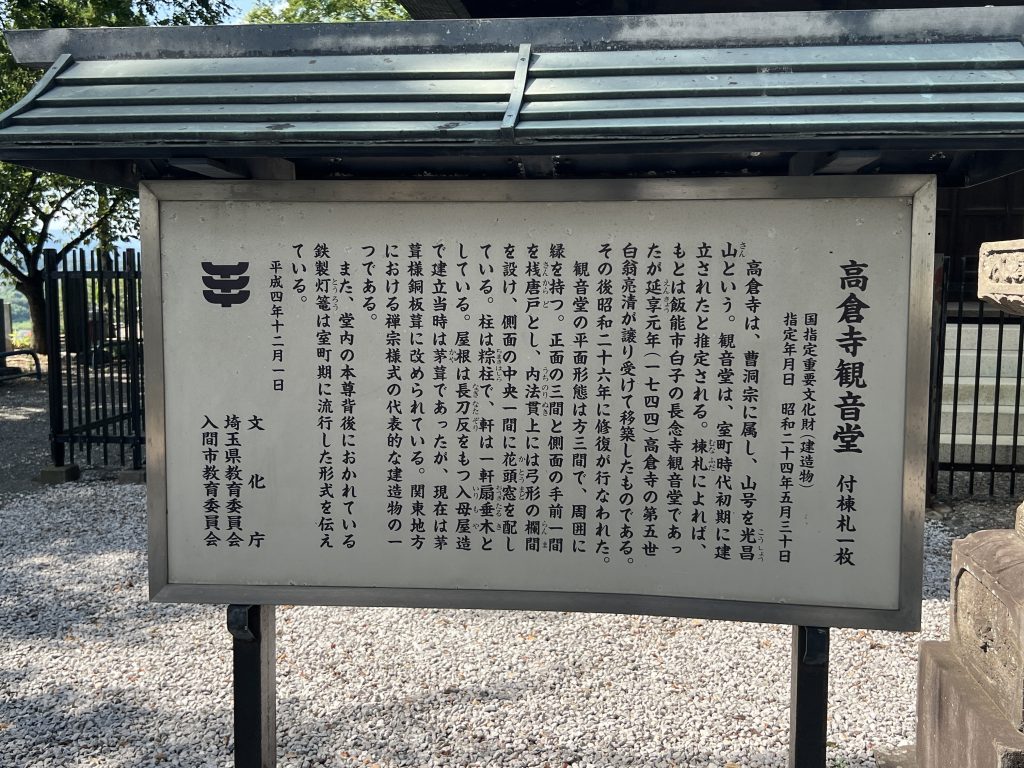 高倉寺観音堂 付棟札一枚
国指定重要文化財(建造物)
指定年月日 昭和二十四年五月三十日
高倉寺は、曹洞宗に属し、山号を光昌
山という。観音堂は、室町時代初期に建
立されたと推定される。棟札によれば、
もとは飯能市白子の長念寺観音堂であっ
たが延享元年(一七四四)高倉寺の第五世
白翁亮清が譲り受けて移築したものである。
その後昭和二十六年に修復が行なわれた。
観音堂の平面形態は方三間で、周囲に
縁を持つ。正面の三間と側面の手前一間
を桟唐戸とし、内法貫上には弓形の欄間
を設け、側面の中央一間に花頭窓を配し
ている。柱は粽柱で、軒は一軒扇垂木と
している。屋根は長刀反をもつ入母屋造
で建立当時は茅葺であったが、現在は茅
葺様銅板葺に改められている。関東地方
における禅宗様式の代表的な建造物の一
つである。
また、堂内の本尊背後におかれている
鉄製灯篭は室町期に流行した形式を伝え
ている。
平成四年十二月一日
文化庁
埼玉県教育委員会
入間市教育委員会